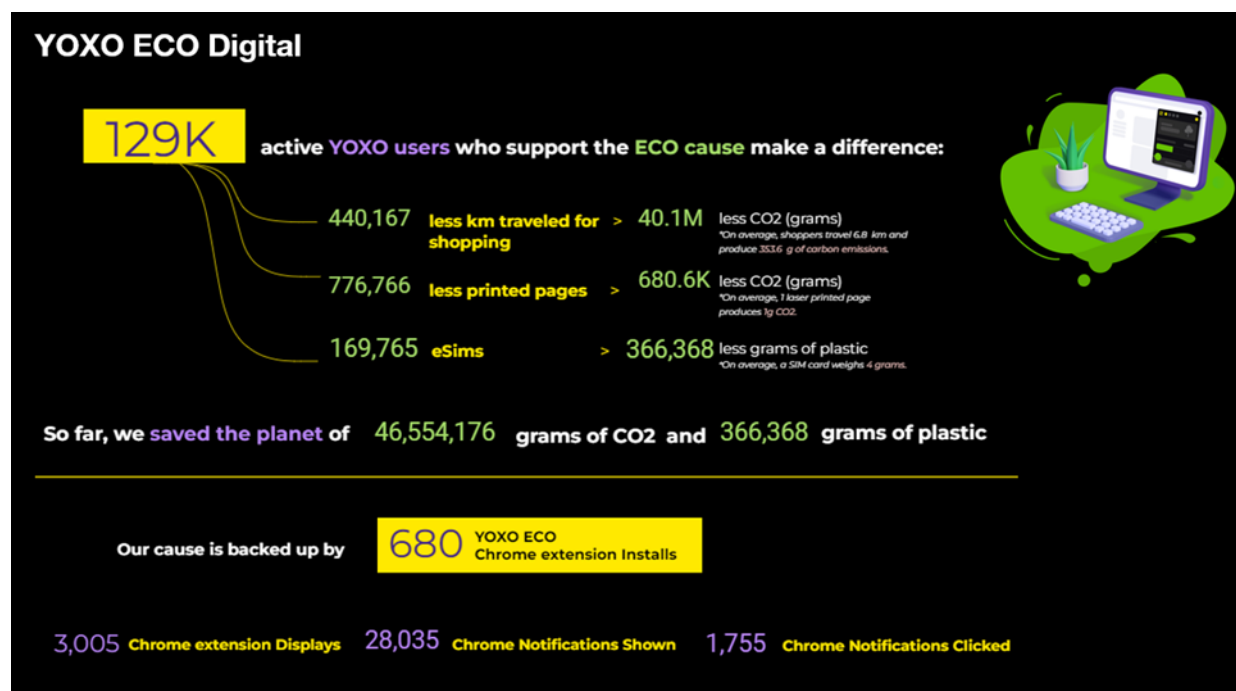 YOXO ECO Digital
129K
active YOXO users who support the ECO cause make a difference:
440,167 less km traveled for shopping > 40.1M less CO2 (grams)
*On average, shoppers travel 6.8 km and
produce 353.6 g of carbon emissions.
776,766 less printed pages > 680.6K less CO2 (grams)
*On average, 1 laser printed page
produces 1g CO2.
169,765 eSims > 366,368 less grams of plastic
*On average, a SIM card weighs 4 grams.
So far, we saved the planet of 46,554,176 grams of CO2 and 366,368 grams of plastic
Our cause is backed up by
680 YOXO ECO
Chrome extension Installs
3,005 Chrome extension Displays 28,035 Chrome Notifications Shown 1,755 Chrome Notifications Clicked